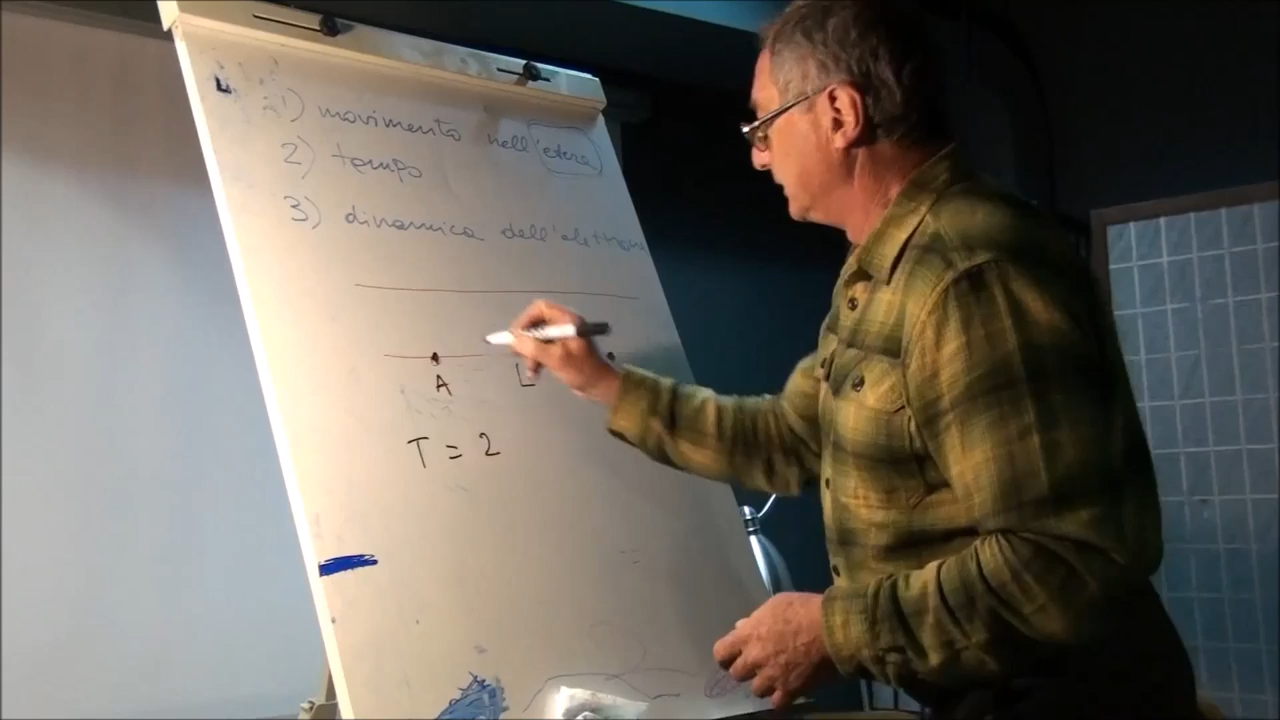 1) movimento nell'etere
2) tempo
3) dinamica dell'elettrone
A L
T = 2